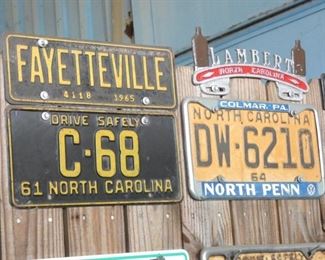 FAYETTEVILLE
4118 1965
DRIVE SAFELY
C-68
61 NORTH CAROLINA
LAMBERT
NORTH CAROLINA
COLMAR, PA.
NORTH CAROLINA
DW-6210
64
NORTH PENN